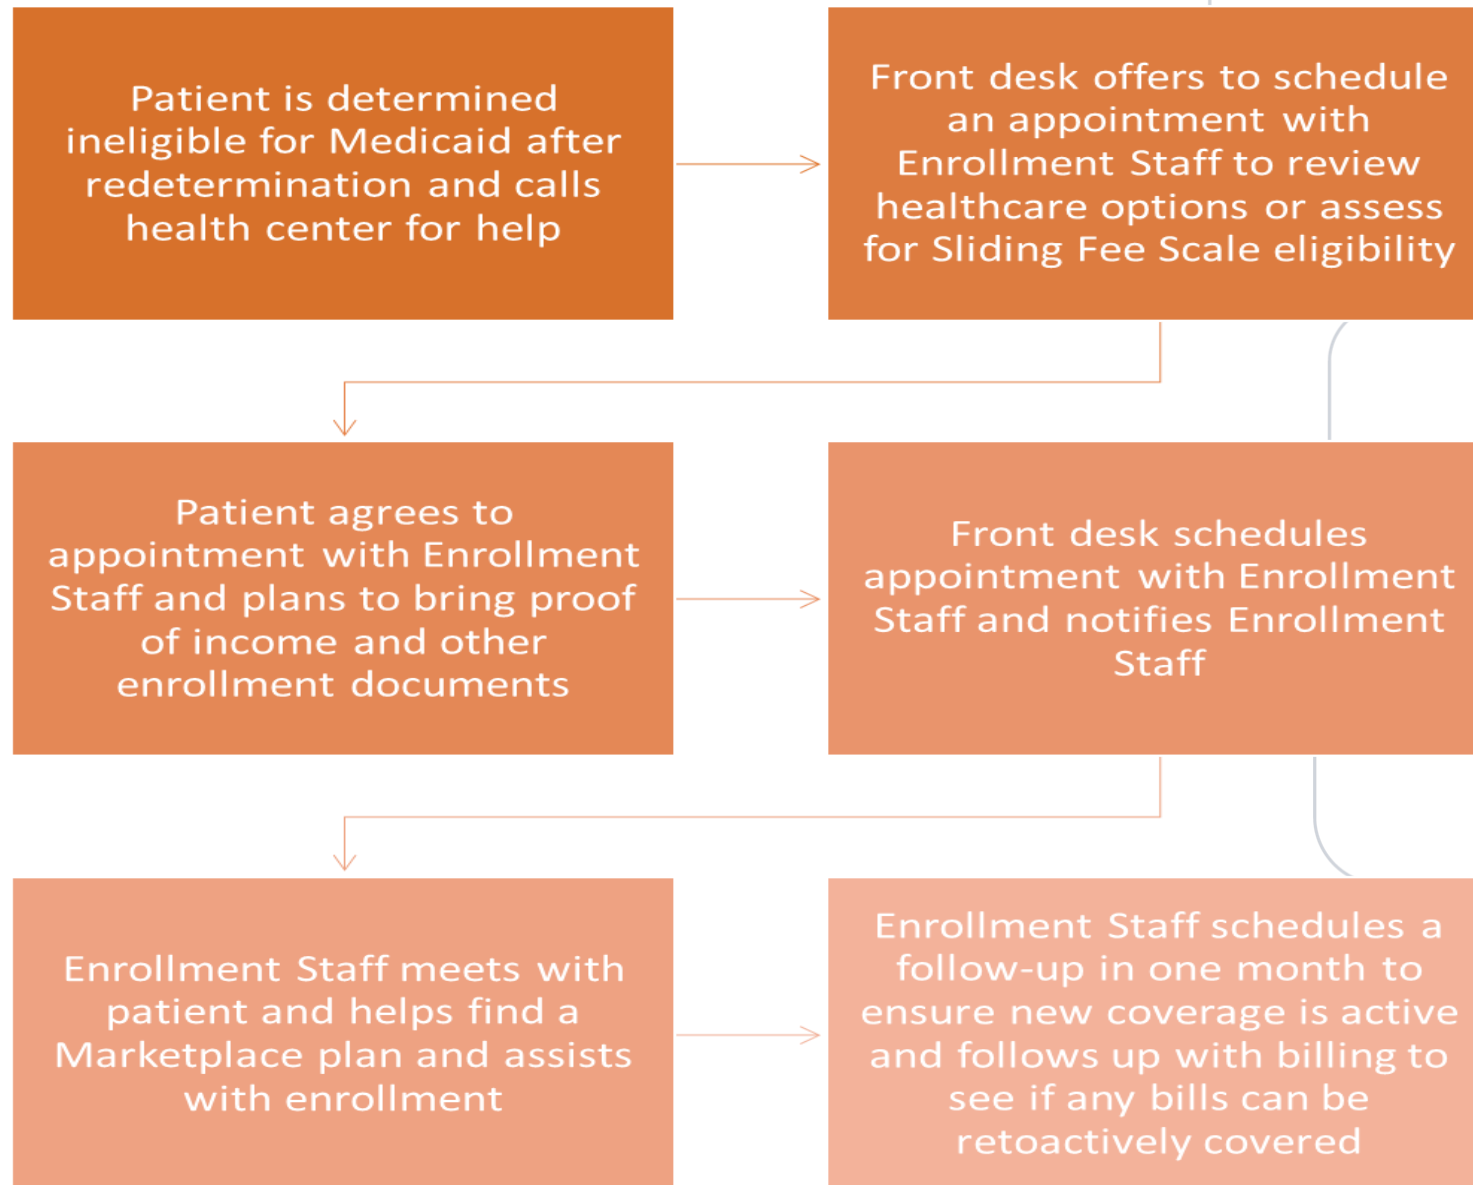 Patient is determined
ineligible for Medicaid after
redetermination and calls
health center for help
Front desk offers to schedule
an appointment with
Enrollment Staff to review
healthcare options or assess
for Sliding Fee Scale eligibility
Patient agrees to
appointment with Enrollment
Staff and plans to bring proof
of income and other
enrollment documents
Front desk schedules
appointment with Enrollment
Staff and notifies Enrollment
Staff
Enrollment Staff meets with
patient and helps find a
Marketplace plan and assists
with enrollment
Enrollment Staff schedules a
follow-up in one month to
ensure new coverage is active
and follows up with billing to
see if any bills can be
retoactively covered